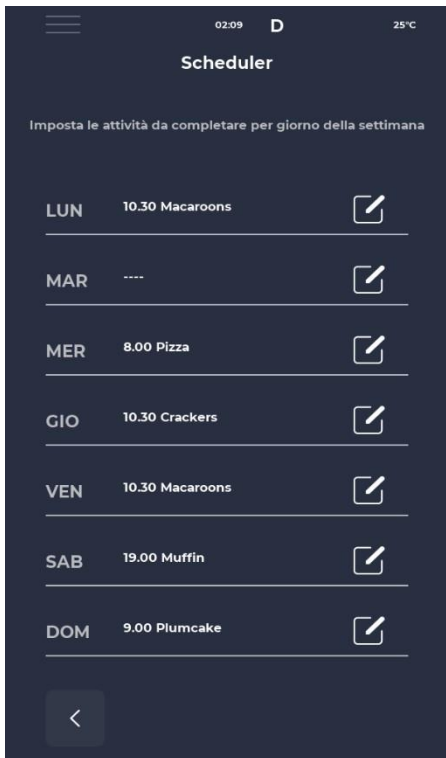 02:09 D 25°C
Scheduler
Imposta le attività da completare per giorno della settimana
LUN 10.30 Macaroons
MAR ----
MER 8.00 Pizza
GIO 10.30 Crackers
VEN 10.30 Macaroons
SAB 19.00 Muffin
DOM 9.00 Plumcake